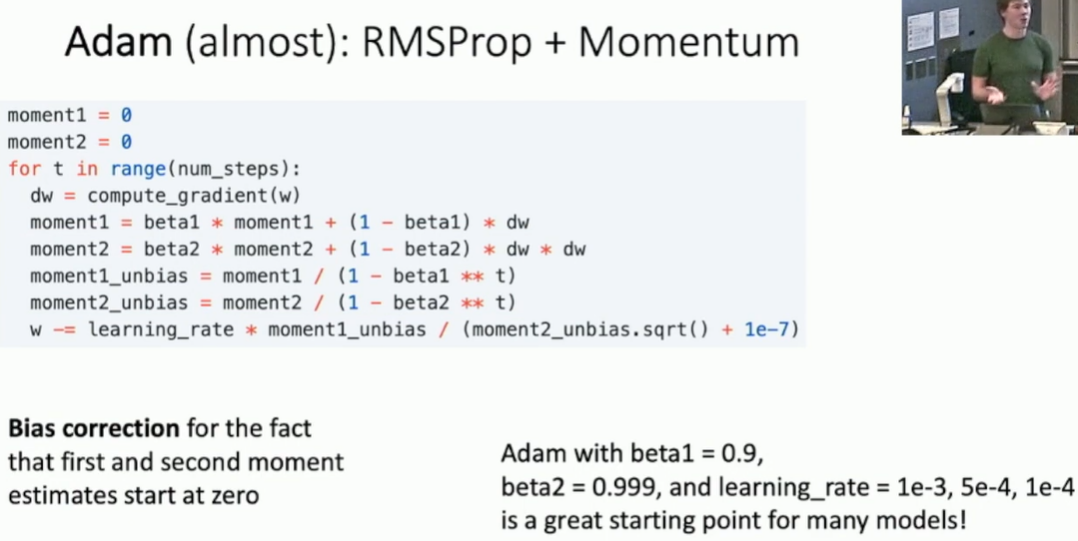 Adam (almost): RMSProp + Momentum
moment1 = 0
moment2 = 0
for t in range(num_steps):
  dw = compute_gradient(w)
  moment1 = beta1 * moment1 + (1 - beta1) * dw
  moment2 = beta2 * moment2 + (1 - beta2) * dw * dw
  moment1_unbias = moment1 / (1 - beta1 ** t)
  moment2_unbias = moment2 / (1 - beta2 ** t)
  w -= learning_rate * moment1_unbias / (moment2_unbias.sqrt() + 1e-7)
Bias correction for the fact
that first and second moment
estimates start at zero
Adam with beta1 = 0.9,
beta2 = 0.999, and learning_rate = 1e-3, 5e-4, 1e-4
is a great starting point for many models!